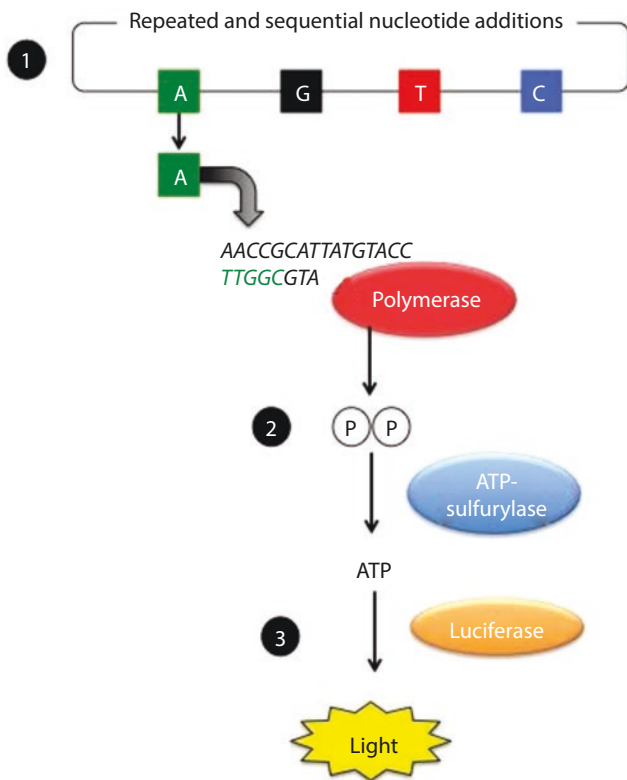 Repeated and sequential nucleotide additions
1
A G T C
A
AACCGCATTATGTACC
TTGGCGTA
Polymerase
2
P P
ATP-
sulfurylase
ATP
3
Luciferase
Light